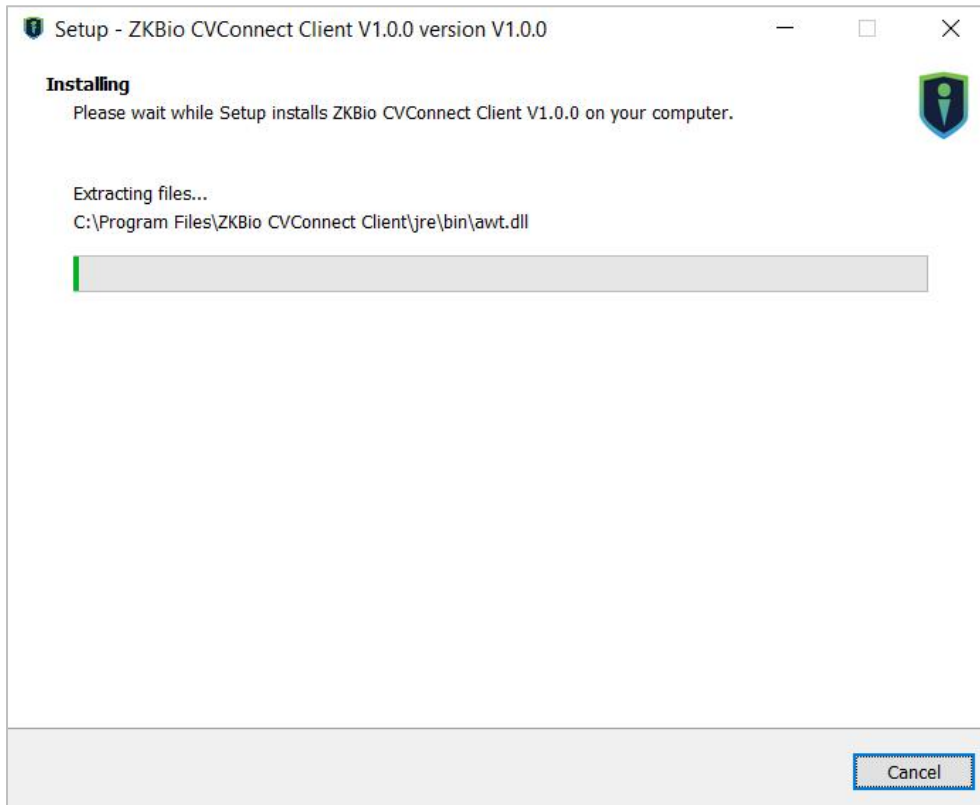 Setup - ZKBio CVConnect Client V1.0.0 version V1.0.0
Installing
Please wait while Setup installs ZKBio CVConnect Client V1.0.0 on your computer.
Extracting files...
C:\Program Files\ZKBio CVConnect Client\jre\bin\awt.dll
Cancel